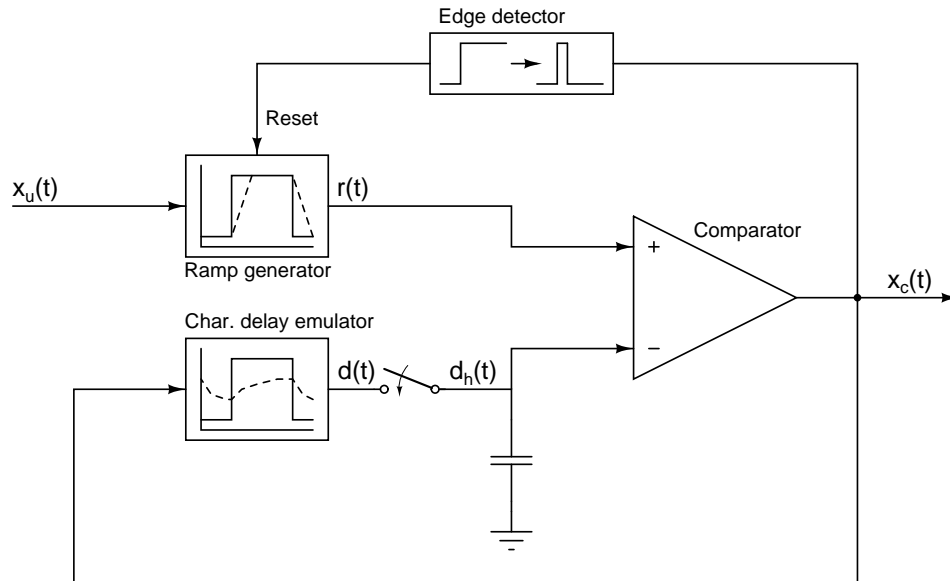 Edge detector
Reset
x_u(t)
r(t)
Ramp generator
Comparator
+
−
x_c(t)
Char. delay emulator
d(t)
d_h(t)